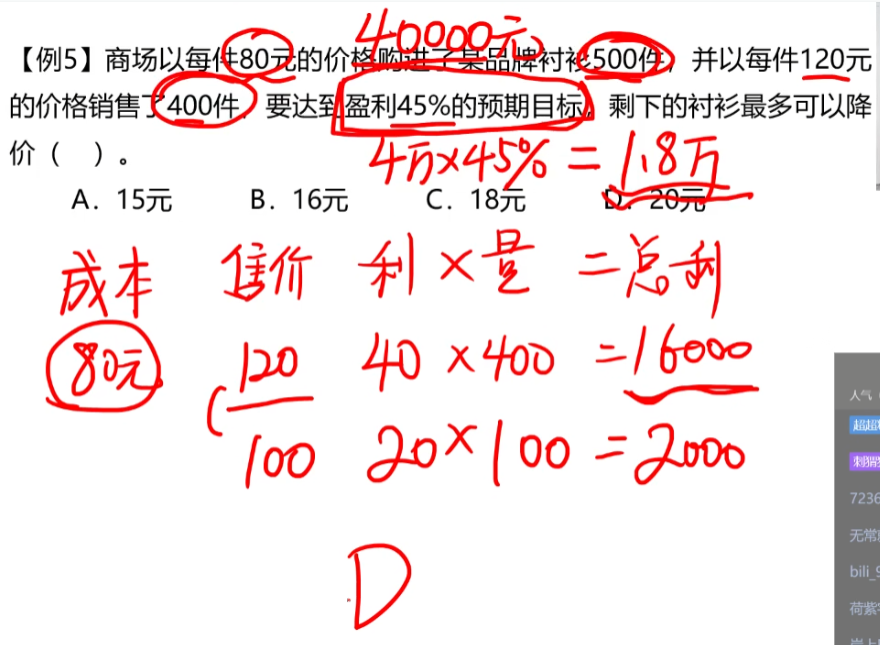 40000元
【例5】商场以每件80元的价格购进了某品牌衬衫500件，并以每件120元
的价格销售了400件，要达到盈利45%的预期目标，剩下的衬衫最多可以降
价（ ）。
4万×45% = 1.8万
A. 15元 B. 16元 C. 18元 D. 20元
成本 售价 利×量 =总利
80元 120 40×400 =16000
100 20×100 =2000
D
人气
7236
无常
bili_9
荷紫